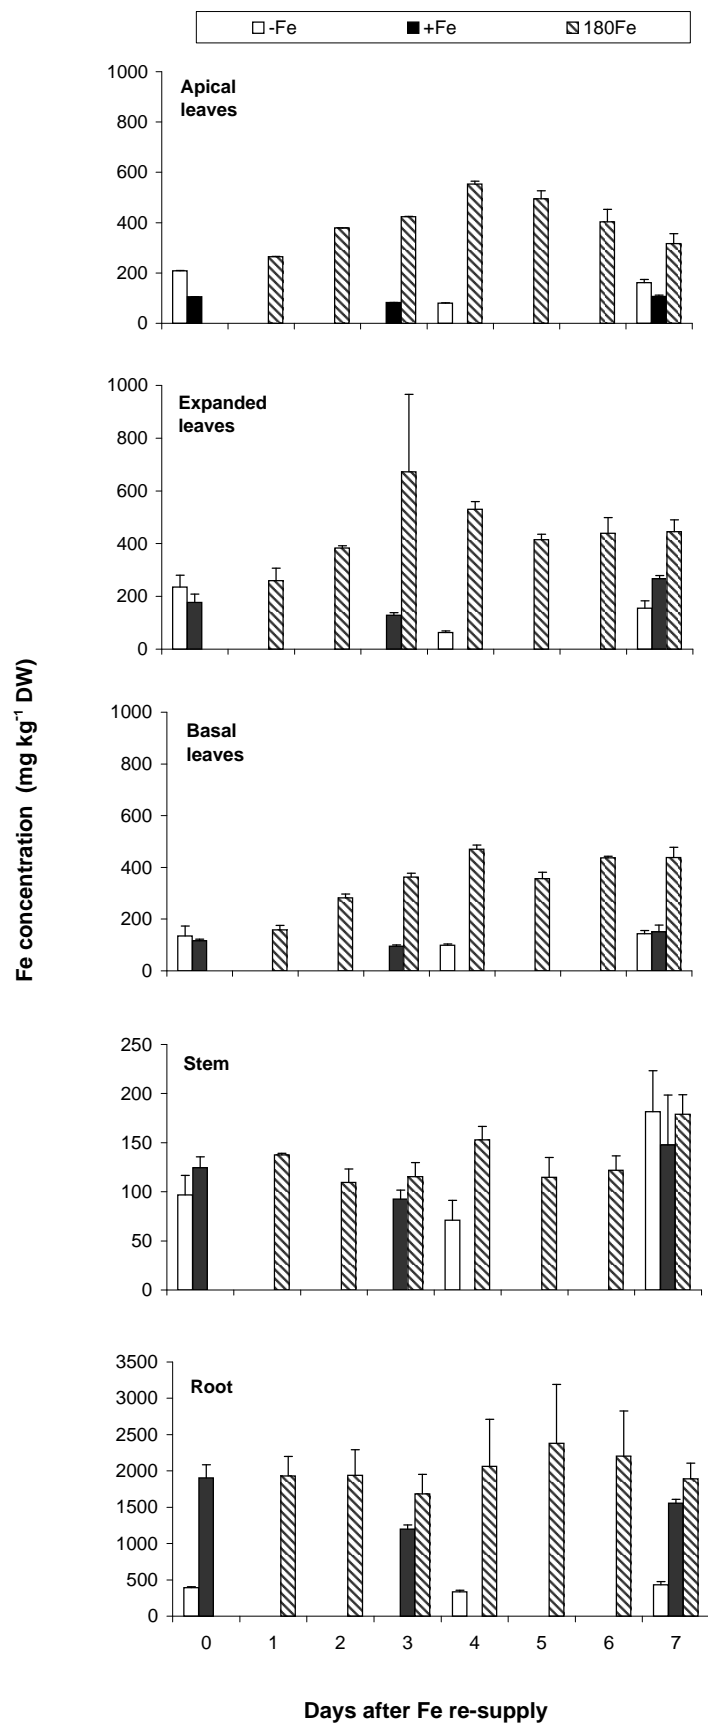 -Fe +Fe 180Fe
Apical
leaves
1000
800
600
400
200
0
Expanded
leaves
1000
800
600
400
200
0
Basal
leaves
1000
800
600
400
200
0
Fe concentration (mg kg⁻¹ DW)
Stem
250
200
150
100
50
0
Root
3500
3000
2500
2000
1500
1000
500
0
0 1 2 3 4 5 6 7
Days after Fe re-supply